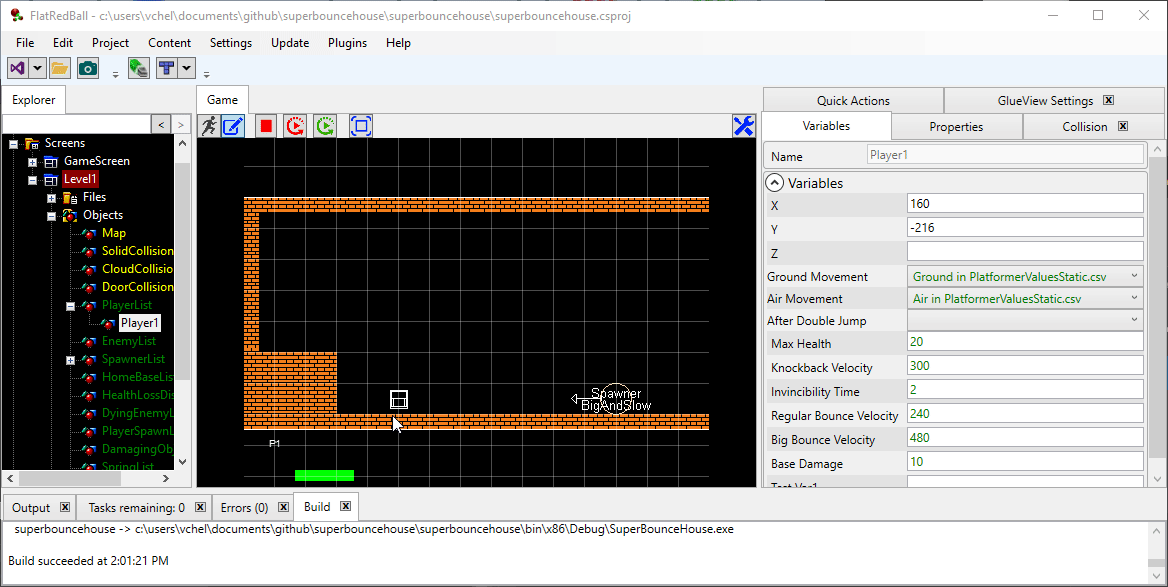 FlatRedBall - c:\users\vchel\documents\github\superbouncehouse\superbouncehouse\superbouncehouse.csproj
File Edit Project Content Settings Update Plugins Help
Explorer
< >
Screens
GameScreen
Level1
Files
Objects
Map
SolidCollision
CloudCollisio
DoorCollision
PlayerList
Player1
EnemyList
SpawnerList
HomeBaseLis
HealthLossDis
DyingEnemyL
PlayerSpawnL
DamagingObj
SpringList
Game
Spawner
BigAndSlow
P1
Quick Actions GlueView Settings
Variables Properties Collision
Name Player1
Variables
X 160
Y -216
Z
Ground Movement Ground in PlatformerValuesStatic.csv
Air Movement Air in PlatformerValuesStatic.csv
After Double Jump
Max Health 20
Knockback Velocity 300
Invincibility Time 2
Regular Bounce Velocity 240
Big Bounce Velocity 480
Base Damage 10
Test Var1
Output Tasks remaining: 0 Errors (0) Build
superbouncehouse -> c:\users\vchel\documents\github\superbouncehouse\superbouncehouse\bin\x86\Debug\SuperBounceHouse.exe
Build succeeded at 2:01:21 PM